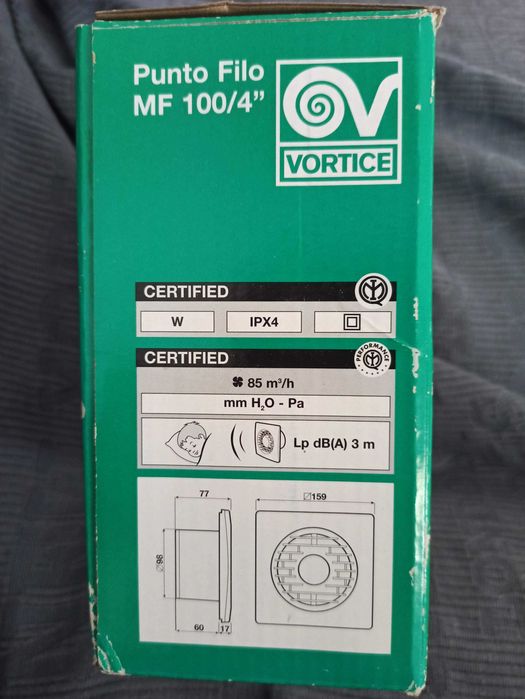 Punto Filo
MF 100/4”
VORTICE
CERTIFIED
W IPX4
CERTIFIED
PERFORMANCE
85 m³/h
mm H₂O - Pa
Lp dB(A) 3 m
77
159
98
60 17